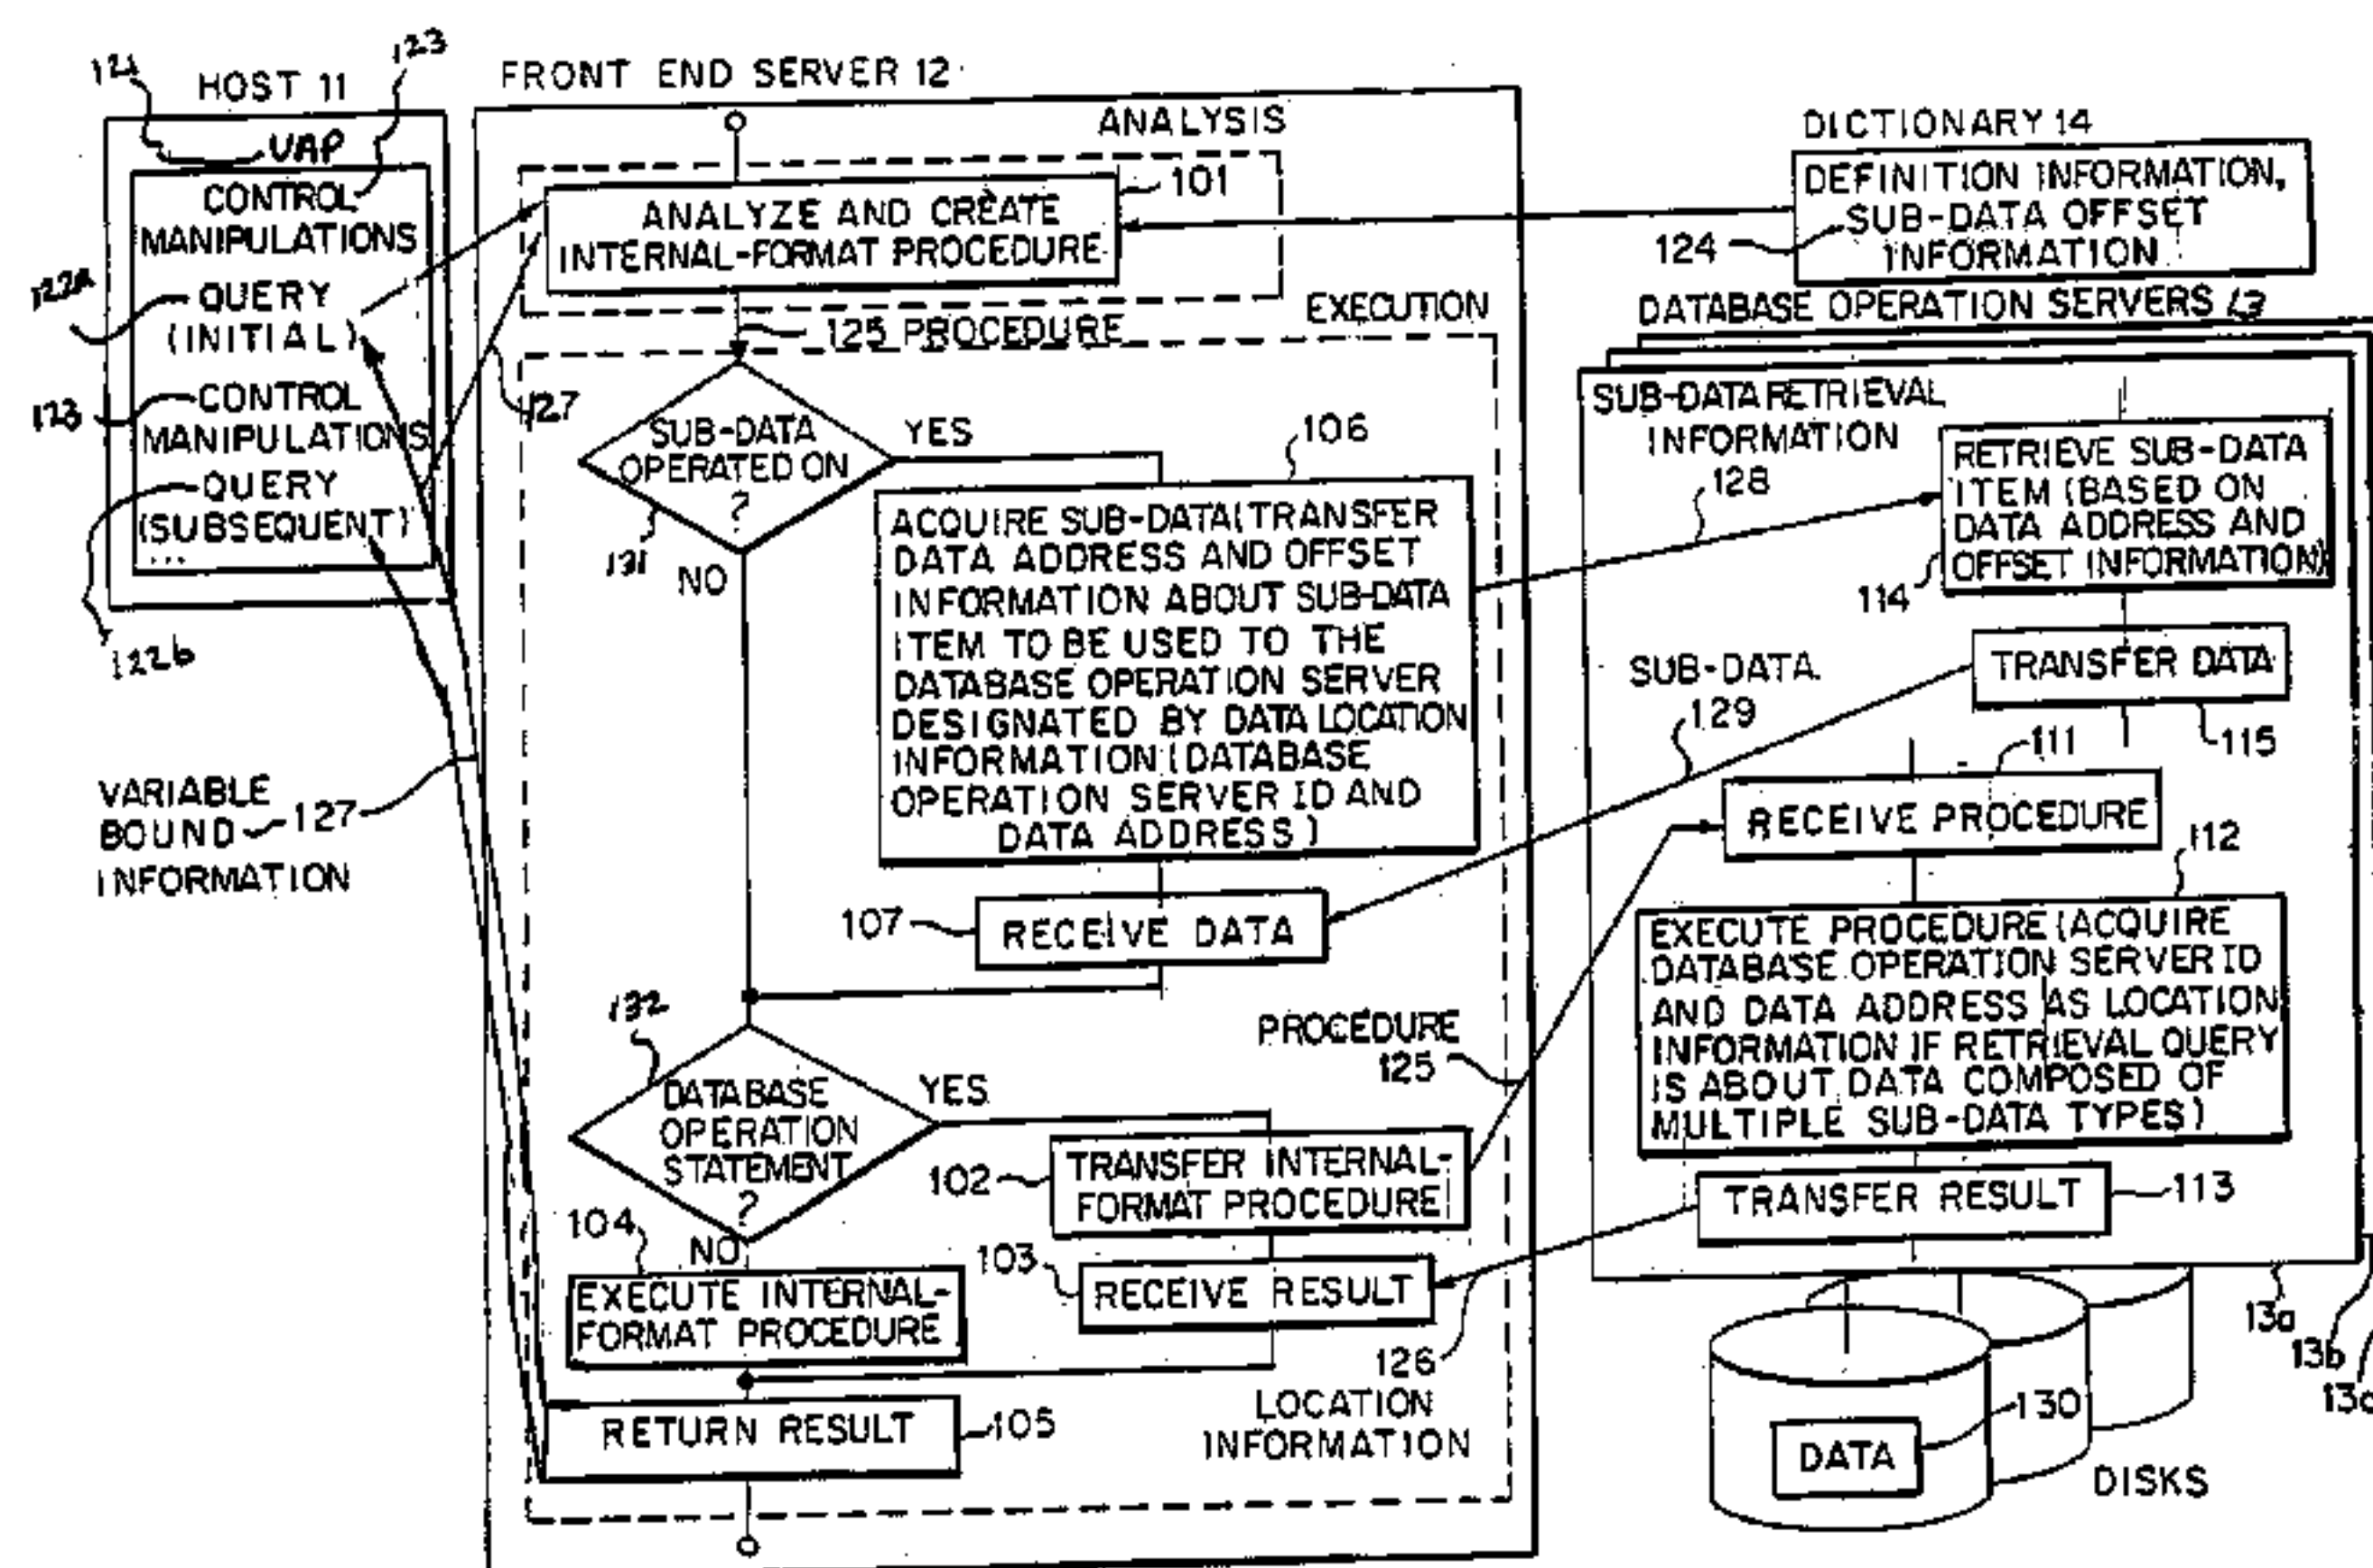 121
123
HOST 11
UAP
CONTROL
MANIPULATIONS
122a
QUERY
(INITIAL)
123
CONTROL
MANIPULATIONS
QUERY
(SUBSEQUENT)
...
122b
VARIABLE
BOUND 127
INFORMATION
FRONT END SERVER 12
ANALYSIS
101
ANALYZE AND CREATE
INTERNAL-FORMAT PROCEDURE
125 PROCEDURE
EXECUTION
127
SUB-DATA
OPERATED ON
?
131
YES
NO
106
ACQUIRE SUB-DATA(TRANSFER
DATA ADDRESS AND OFFSET
INFORMATION ABOUT SUB-DATA
ITEM TO BE USED TO THE
DATABASE OPERATION SERVER
DESIGNATED BY DATA LOCATION
INFORMATION(DATABASE
OPERATION SERVER ID AND
DATA ADDRESS)
107
RECEIVE DATA
132
DATABASE
OPERATION
STATEMENT
?
YES
NO
PROCEDURE
125
102
TRANSFER INTERNAL-
FORMAT PROCEDURE
104
EXECUTE INTERNAL-
FORMAT PROCEDURE
103
RECEIVE RESULT
126
LOCATION
INFORMATION
RETURN RESULT
105
DICTIONARY 14
DEFINITION INFORMATION,
SUB-DATA OFFSET
INFORMATION
124
DATABASE OPERATION SERVERS 13
SUB-DATA RETRIEVAL
INFORMATION
128
RETRIEVE SUB-DATA
ITEM (BASED ON
DATA ADDRESS AND
OFFSET INFORMATION)
114
SUB-DATA
129
TRANSFER DATA
115
111
RECEIVE PROCEDURE
112
EXECUTE PROCEDURE (ACQUIRE
DATABASE OPERATION SERVER ID
AND DATA ADDRESS AS LOCATION
INFORMATION IF RETRIEVAL QUERY
IS ABOUT DATA COMPOSED OF
MULTIPLE SUB-DATA TYPES)
TRANSFER RESULT
113
13a
13b
13c
DATA
130
DISKS